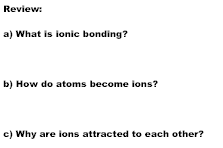 Review:
a) What is ionic bonding?
b) How do atoms become ions?
c) Why are ions attracted to each other?